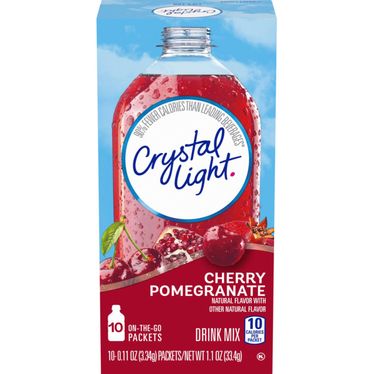 90% FEWER CALORIES THAN LEADING BEVERAGES*
Crystal
Light.
CHERRY
POMEGRANATE
NATURAL FLAVOR WITH
OTHER NATURAL FLAVOR
10
ON-THE-GO
PACKETS
DRINK MIX
10
CALORIES
PER
PACKET
10-0.11 OZ (3.34g) PACKETS/NET WT 1.1 OZ (33.4g)